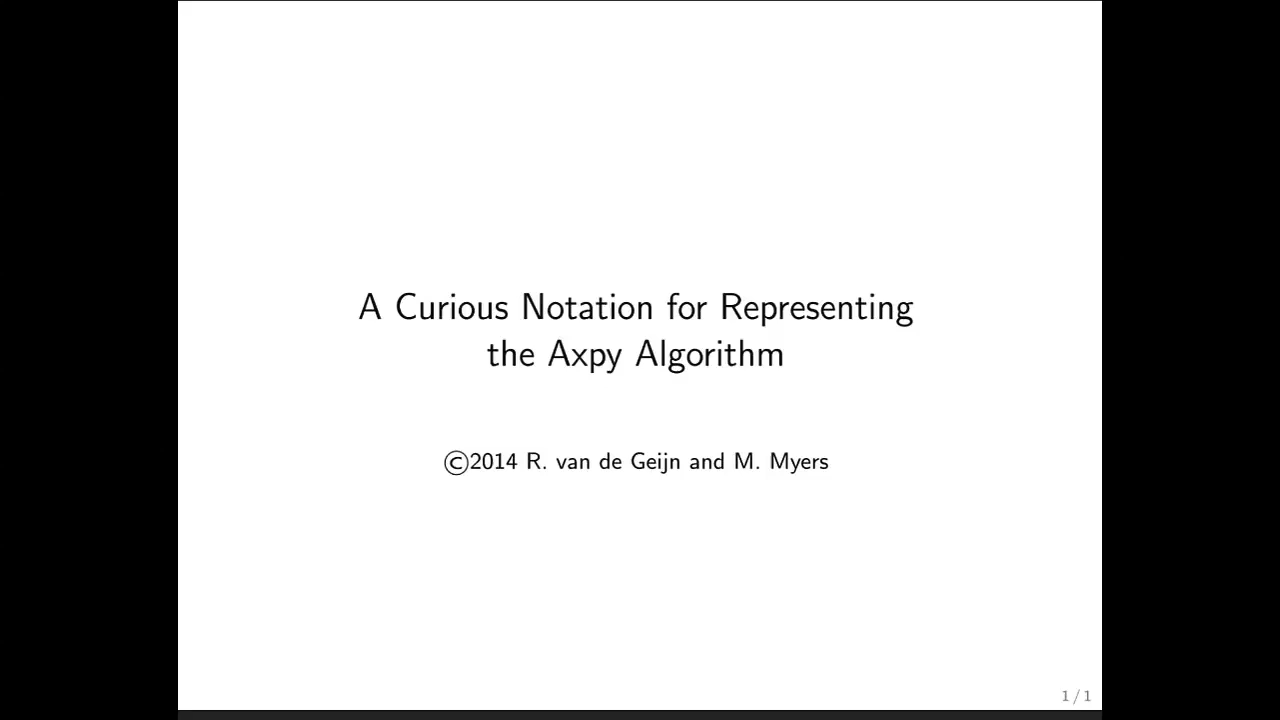 A Curious Notation for Representing
the Axpy Algorithm
©2014 R. van de Geijn and M. Myers
1 / 1